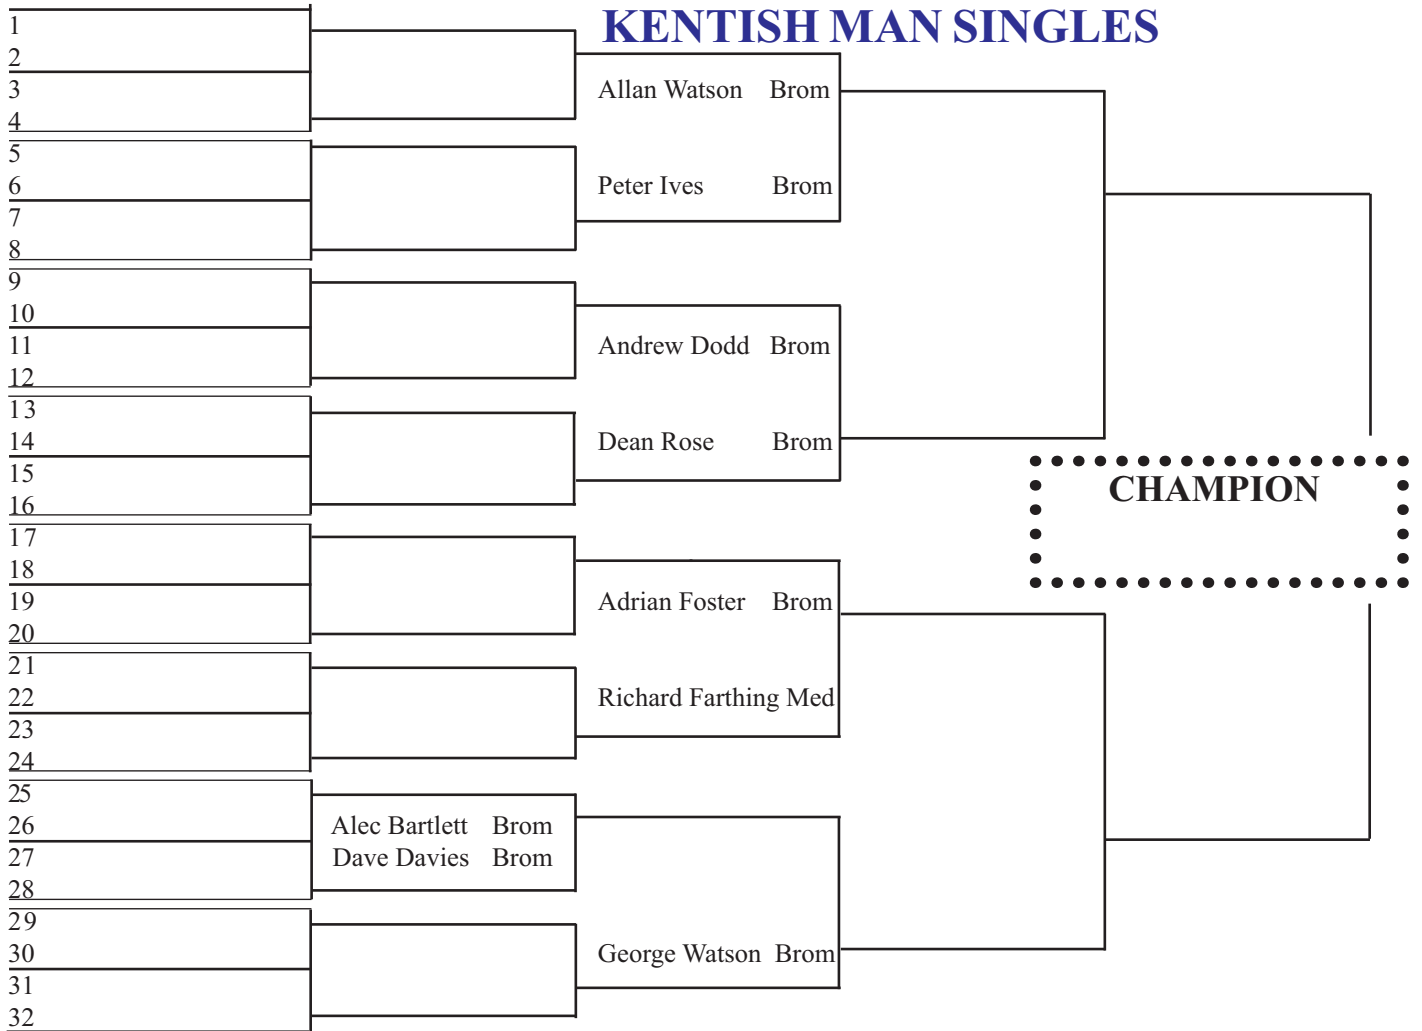 KENTISH MAN SINGLES
1
2
3
4
5
6
7
8
9
10
11
12
13
14
15
16
17
18
19
20
21
22
23
24
25
26
27
28
29
30
31
32
Alec Bartlett Brom
Dave Davies Brom
Allan Watson Brom
Peter Ives Brom
Andrew Dodd Brom
Dean Rose Brom
Adrian Foster Brom
Richard Farthing Med
George Watson Brom
CHAMPION